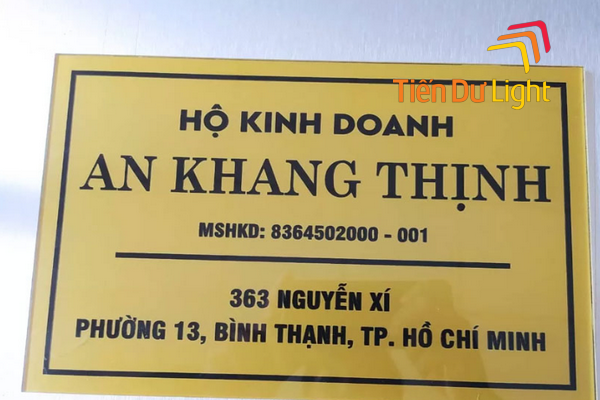 Tiến Dư Light
HỘ KINH DOANH
AN KHANG THỊNH
MSHKD: 8364502000 - 001
363 NGUYỄN XÍ
PHƯỜNG 13, BÌNH THẠNH, TP. HỒ CHÍ MINH